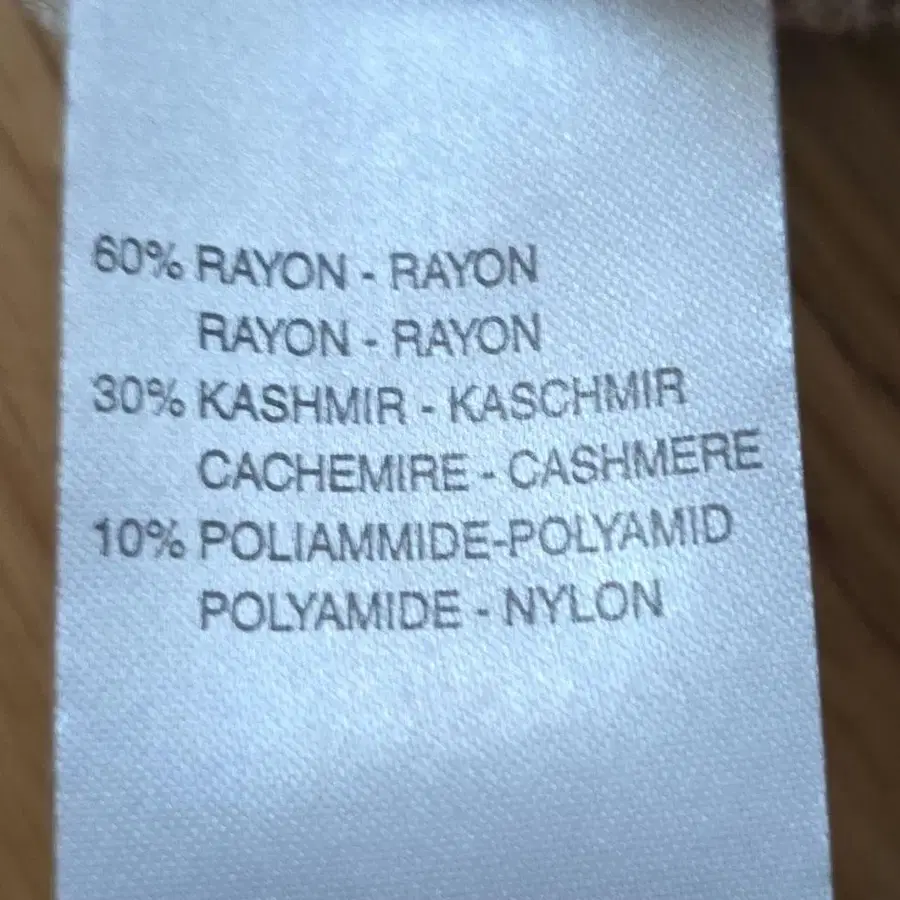 60% RAYON - RAYON
RAYON - RAYON
30% KASHMIR - KASCHMIR
CACHEMIRE - CASHMERE
10% POLIAMMIDE-POLYAMID
POLYAMIDE - NYLON